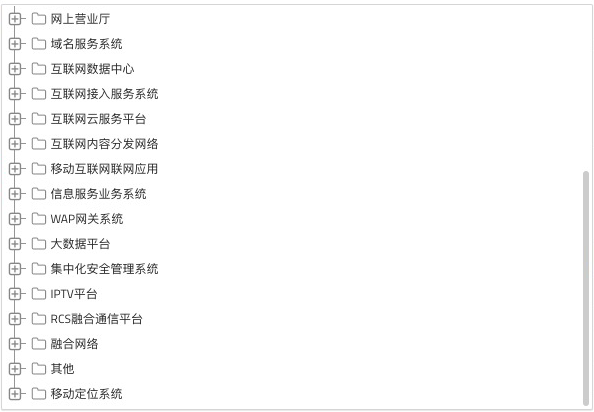 网上营业厅
域名服务系统
互联网数据中心
互联网接入服务系统
互联网云服务平台
互联网内容分发网络
移动互联网联网应用
信息服务业务系统
WAP网关系统
大数据平台
集中化安全管理系统
IPTV平台
RCS融合通信平台
融合网络
其他
移动定位系统